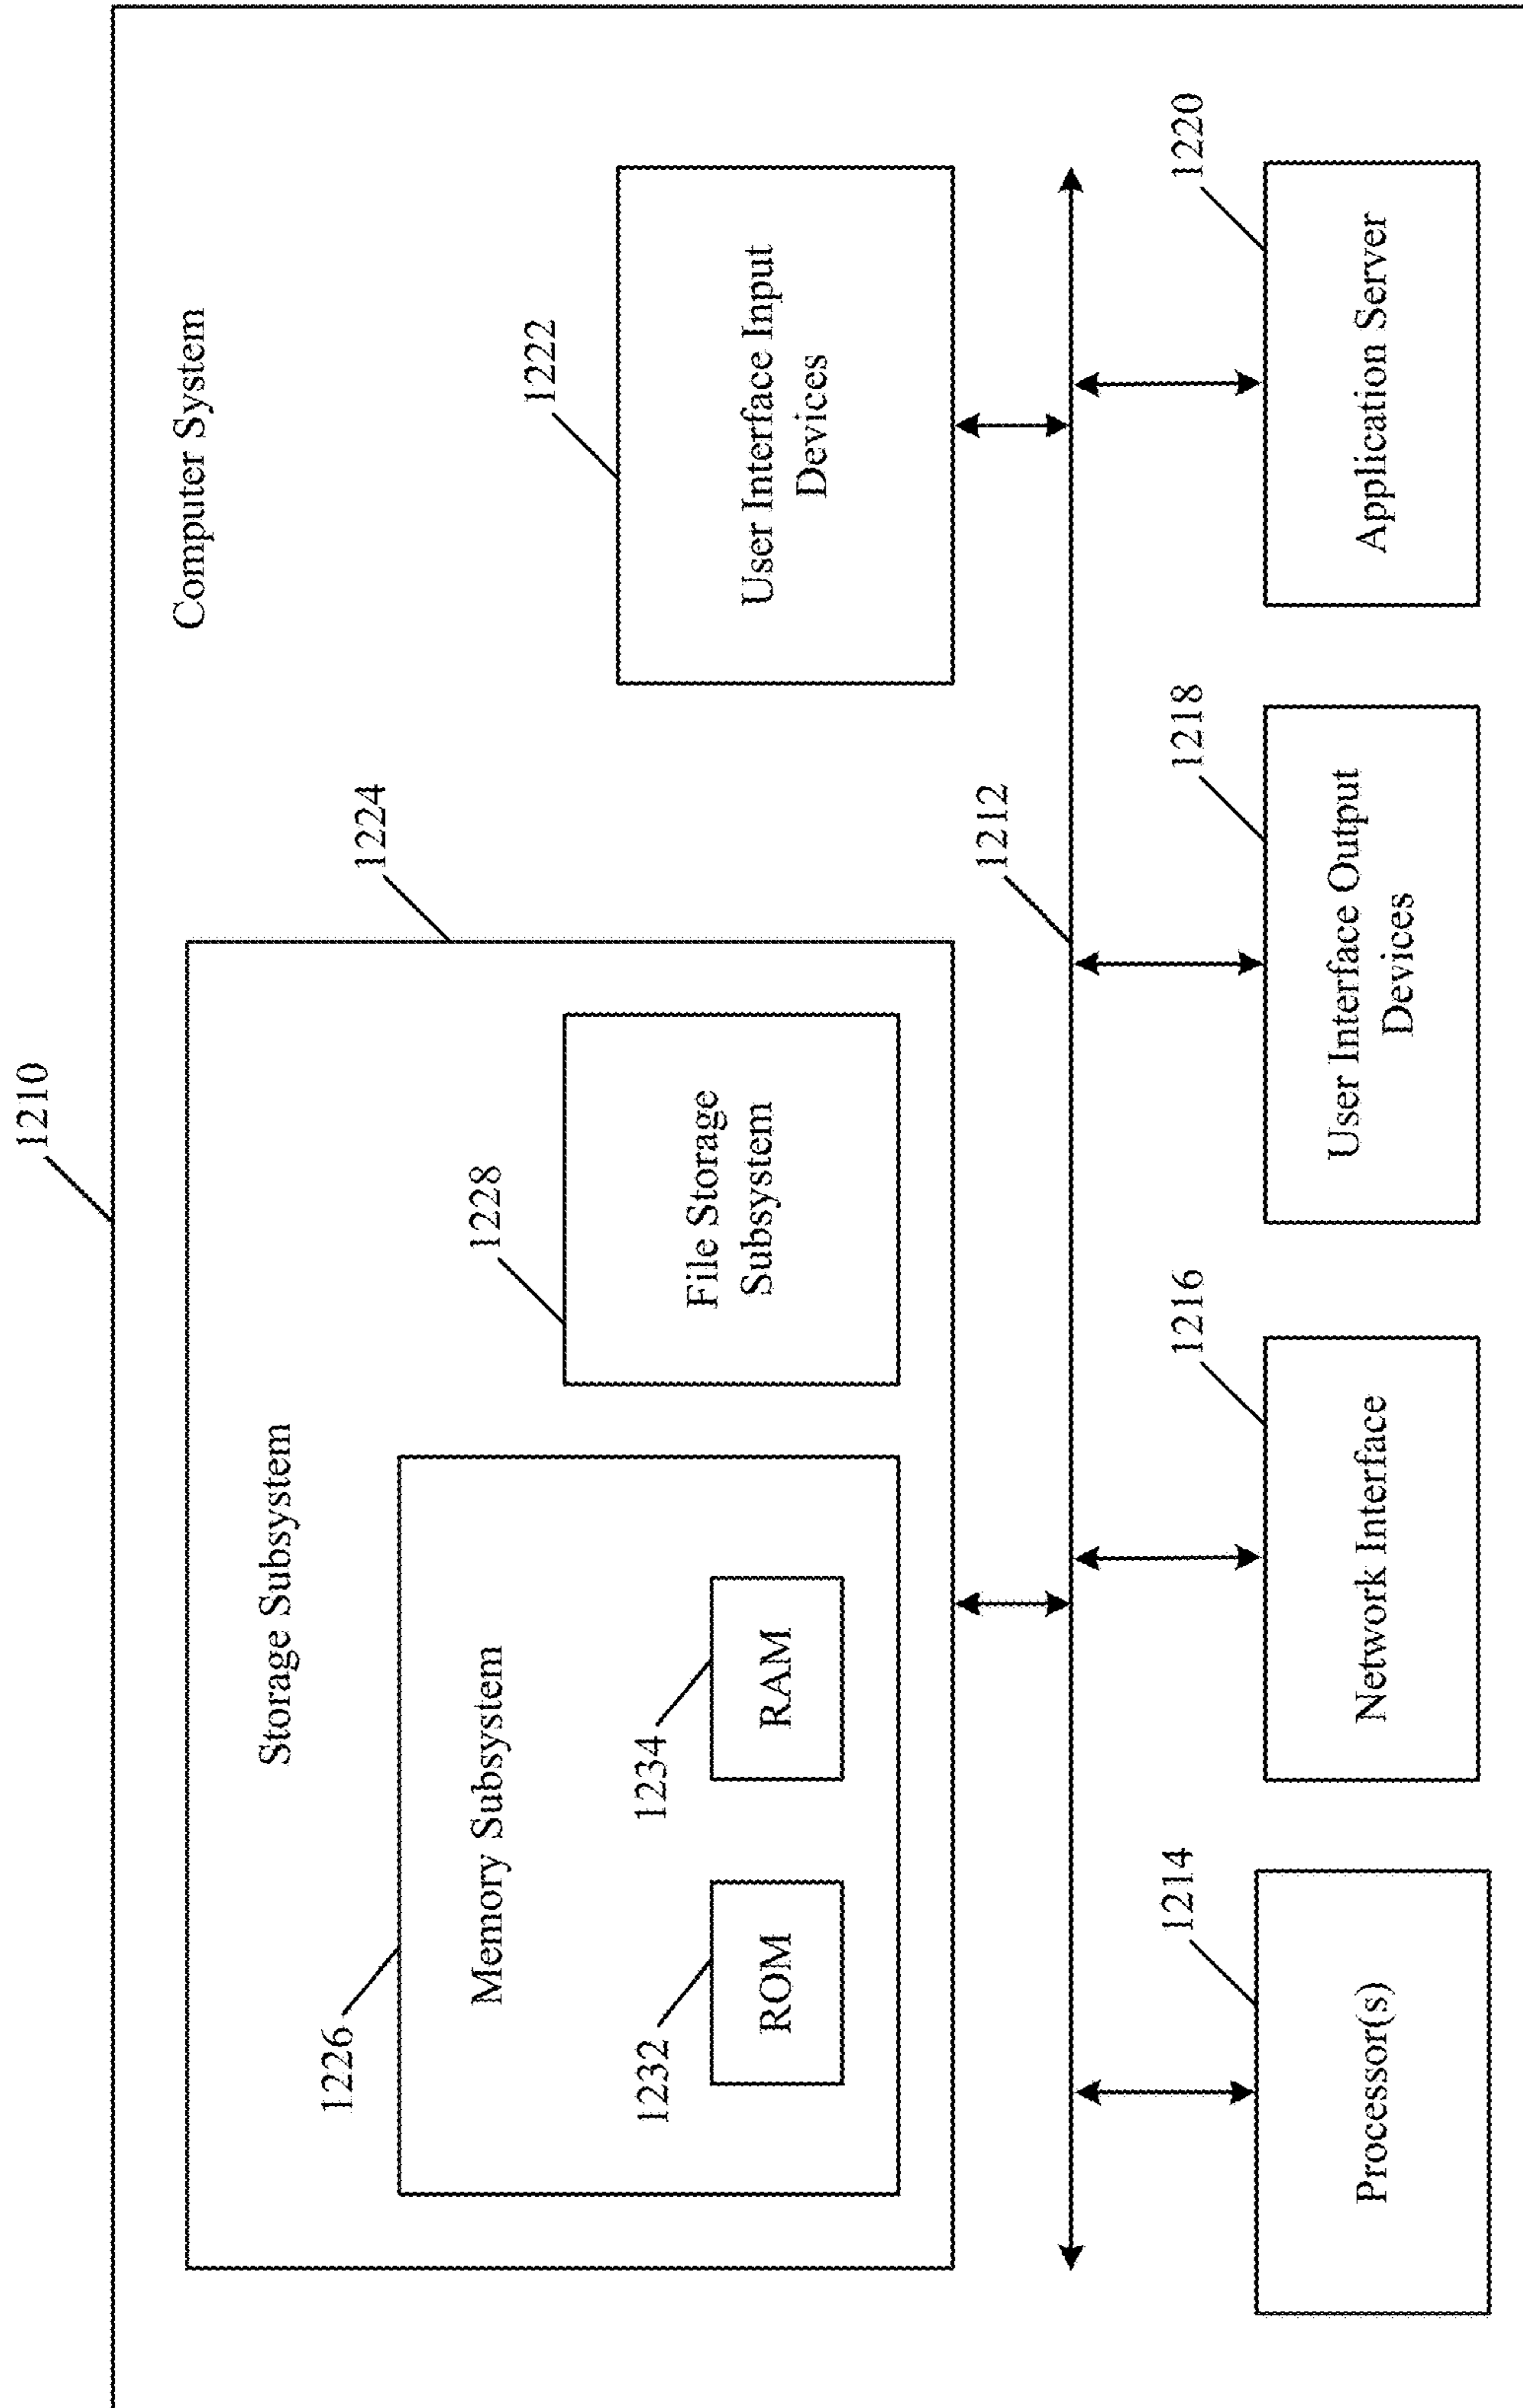 1210
Computer System
Storage Subsystem
1224
1226
Memory Subsystem
1222
User Interface Input
Devices
1228
File Storage
Subsystem
1232
ROM
1234
RAM
1212
1214
Processor(s)
1216
Network Interface
1218
User Interface Output
Devices
1220
Application Server